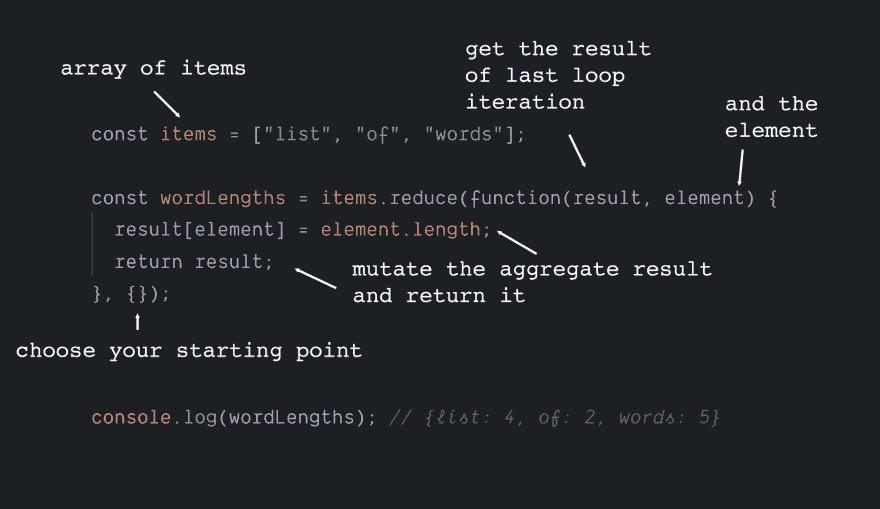 array of items
get the result
of last loop
iteration
and the
element
const items = ["list", "of", "words"];
const wordLengths = items.reduce(function(result, element) {
result[element] = element.length;
return result;
mutate the aggregate result
and return it
}, {});
choose your starting point
console.log(wordLengths); // {list: 4, of: 2, words: 5}